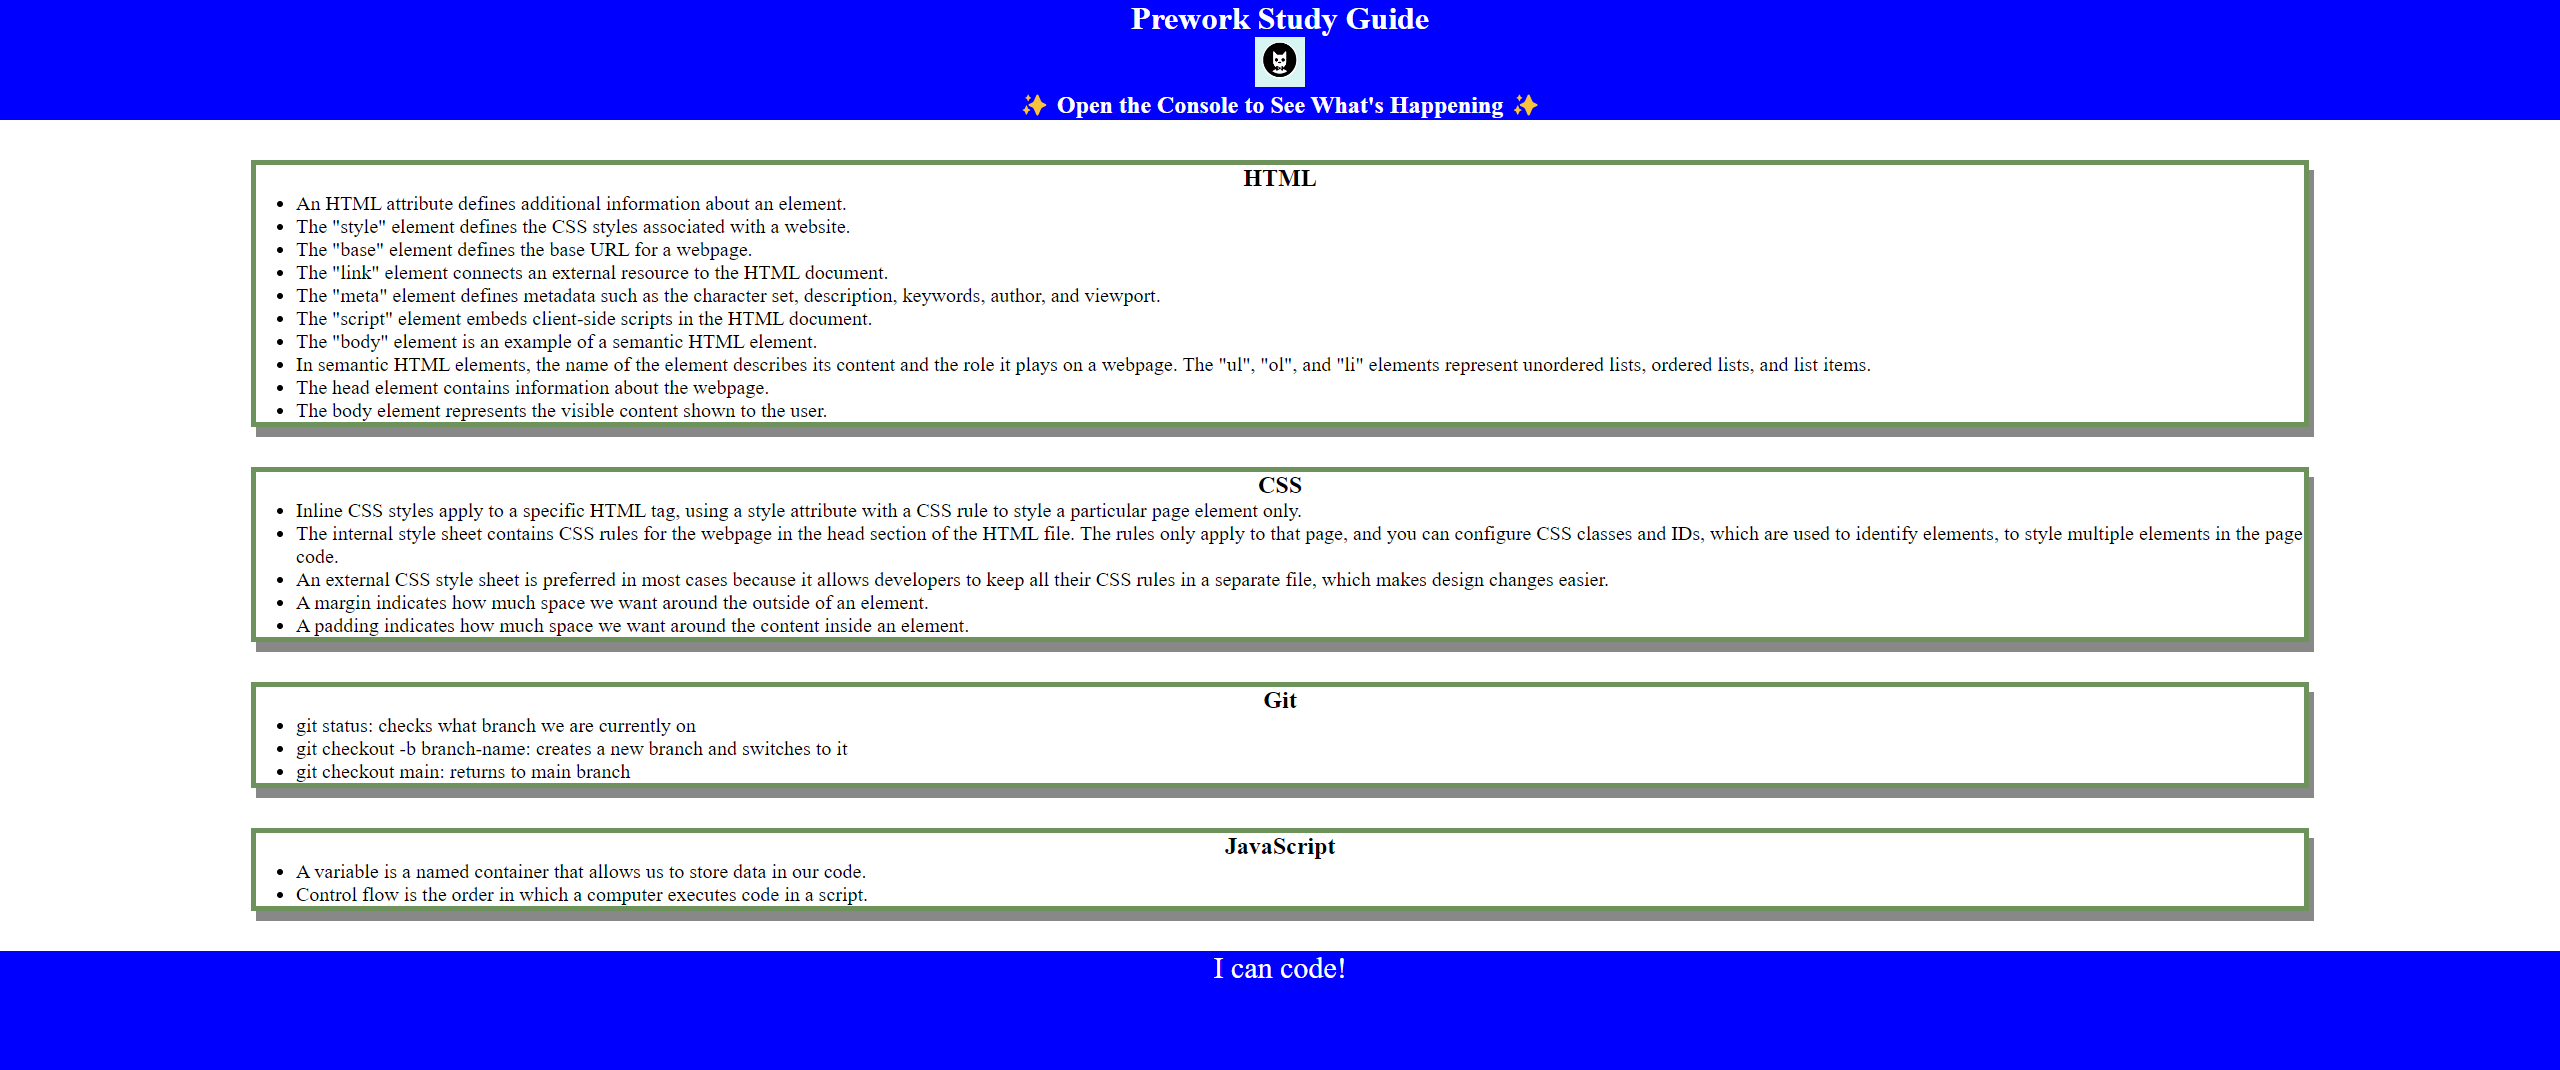 Prework Study Guide
✨ Open the Console to See What's Happening ✨
HTML
• An HTML attribute defines additional information about an element.
• The "style" element defines the CSS styles associated with a website.
• The "base" element defines the base URL for a webpage.
• The "link" element connects an external resource to the HTML document.
• The "meta" element defines metadata such as the character set, description, keywords, author, and viewport.
• The "script" element embeds client-side scripts in the HTML document.
• The "body" element is an example of a semantic HTML element.
• In semantic HTML elements, the name of the element describes its content and the role it plays on a webpage. The "ul", "ol", and "li" elements represent unordered lists, ordered lists, and list items.
• The head element contains information about the webpage.
• The body element represents the visible content shown to the user.
CSS
• Inline CSS styles apply to a specific HTML tag, using a style attribute with a CSS rule to style a particular page element only.
• The internal style sheet contains CSS rules for the webpage in the head section of the HTML file. The rules only apply to that page, and you can configure CSS classes and IDs, which are used to identify elements, to style multiple elements in the page
code.
• An external CSS style sheet is preferred in most cases because it allows developers to keep all their CSS rules in a separate file, which makes design changes easier.
• A margin indicates how much space we want around the outside of an element.
• A padding indicates how much space we want around the content inside an element.
Git
• git status: checks what branch we are currently on
• git checkout -b branch-name: creates a new branch and switches to it
• git checkout main: returns to main branch
JavaScript
• A variable is a named container that allows us to store data in our code.
• Control flow is the order in which a computer executes code in a script.
I can code!